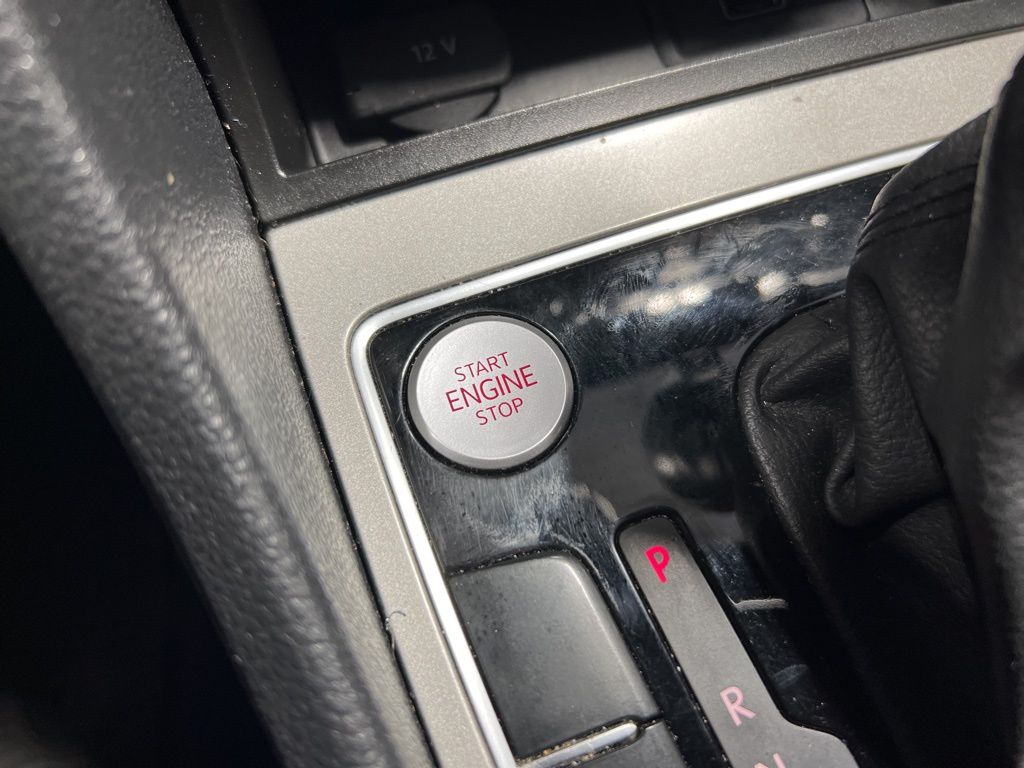 12 V
START
ENGINE
STOP
P
R
N